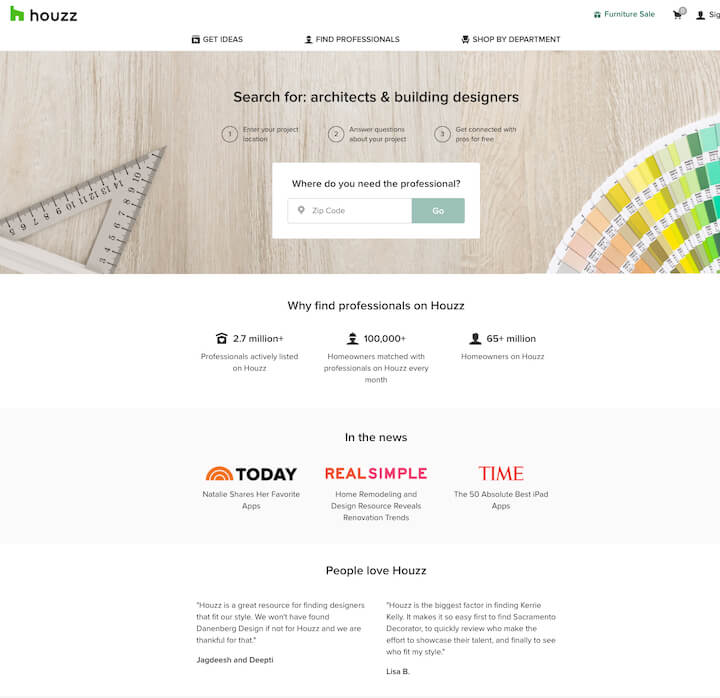 houzz
Furniture Sale
0
Sig
GET IDEAS
FIND PROFESSIONALS
SHOP BY DEPARTMENT
Search for: architects & building designers
1 Enter your project
location
2 Answer questions
about your project
3 Get connected with
pros for free
Where do you need the professional?
Zip Code
Go
Why find professionals on Houzz
2.7 million+
Professionals actively listed
on Houzz
100,000+
Homeowners matched with
professionals on Houzz every
month
65+ million
Homeowners on Houzz
In the news
TODAY
Natalie Shares Her Favorite
Apps
REALSIMPLE
Home Remodeling and
Design Resource Reveals
Renovation Trends
TIME
The 50 Absolute Best iPad
Apps
People love Houzz
"Houzz is a great resource for finding designers
that fit our style. We won't have found
Danenberg Design if not for Houzz and we are
thankful for that."
Jagdeesh and Deepti
"Houzz is the biggest factor in finding Kerrie
Kelly. It makes it so easy first to find Sacramento
Decorator, to quickly review who make the
effort to showcase their talent, and finally to see
who fit my style."
Lisa B.